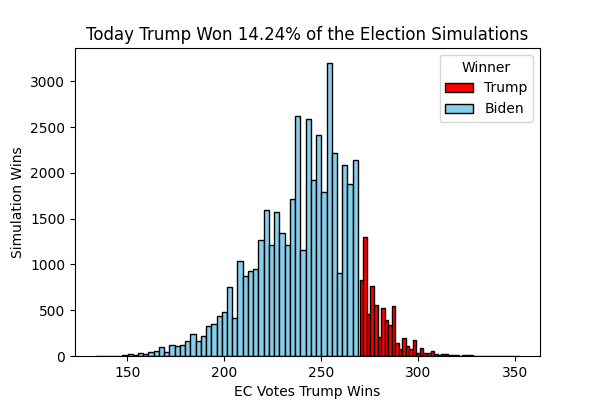 Today Trump Won 14.24% of the Election Simulations
Winner
Trump
Biden
3000
2500
2000
1500
1000
500
0
Simulation Wins
150
200
250
300
350
EC Votes Trump Wins